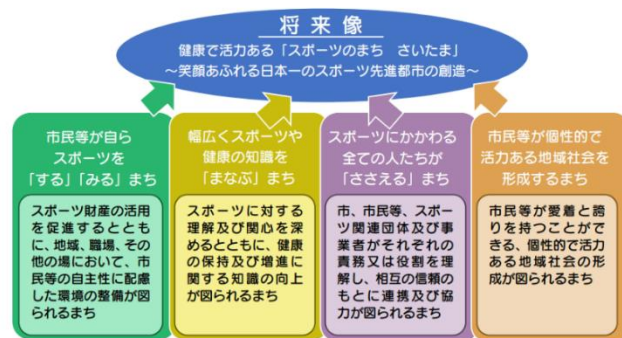 将来像
健康で活力ある「スポーツのまち さいたま」
～笑顔あふれる日本一のスポーツ先進都市の創造～
市民等が自ら
スポーツを
「する」「みる」まち
スポーツ財産の活用
を促進するととも
に、地域、職場、その
他の場において、市
民等の自主性に配慮
した環境の整備が図
られるまち
幅広くスポーツや
健康の知識を
「まなぶ」まち
スポーツに対する
理解及び関心を深
めるとともに、健康
の保持及び増進に
関する知識の向上
が図られるまち
スポーツにかかわる
全ての人たちが
「ささえる」まち
市、市民等、スポー
ツ関連団体及び事
業者がそれぞれの
責務又は役割を理
解し、相互の信頼の
もとに連携及び協
力が図られるまち
市民等が個性的で
活力ある地域社会を
形成するまち
市民等が愛着と誇
りを持つことがで
きる、個性的で活力
ある地域社会の形
成が図られるまち